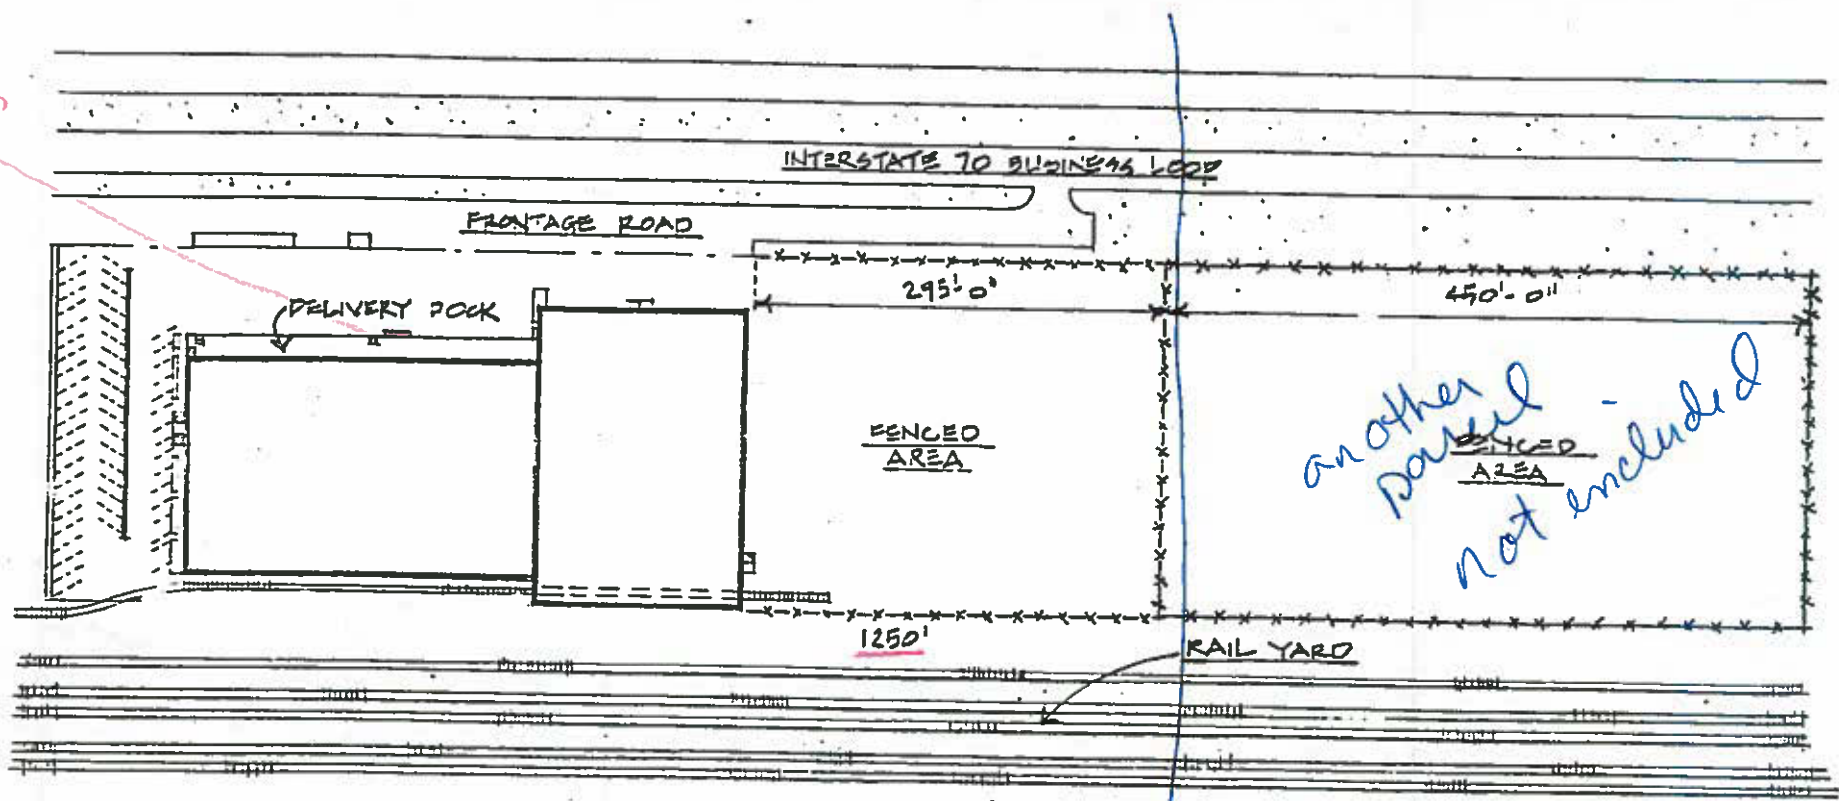 INTERSTATE 70 BUSINESS LOOP
FRONTAGE ROAD
295'-0"
450'-0"
DELIVERY DOCK
FENCED
AREA
another
parcel
not included
FENCED
AREA
1250'
RAIL YARD